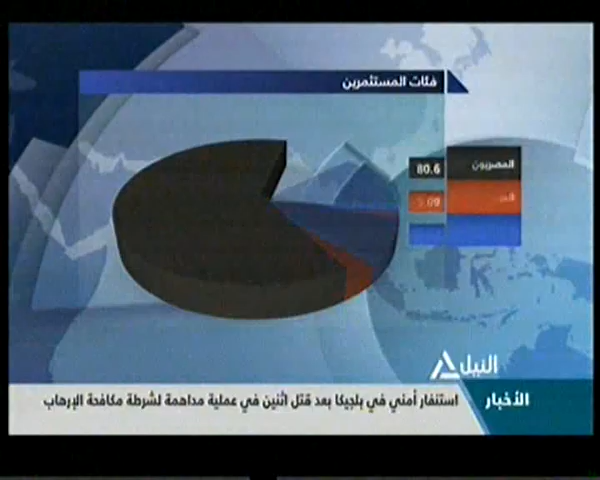 فئات المستثمرين
المصريون 80.6
5.09
النيل
الأخبار
استنفار أمني في بلجيكا بعد قتل اثنين في عملية مداهمة لشرطة مكافحة الإرهاب